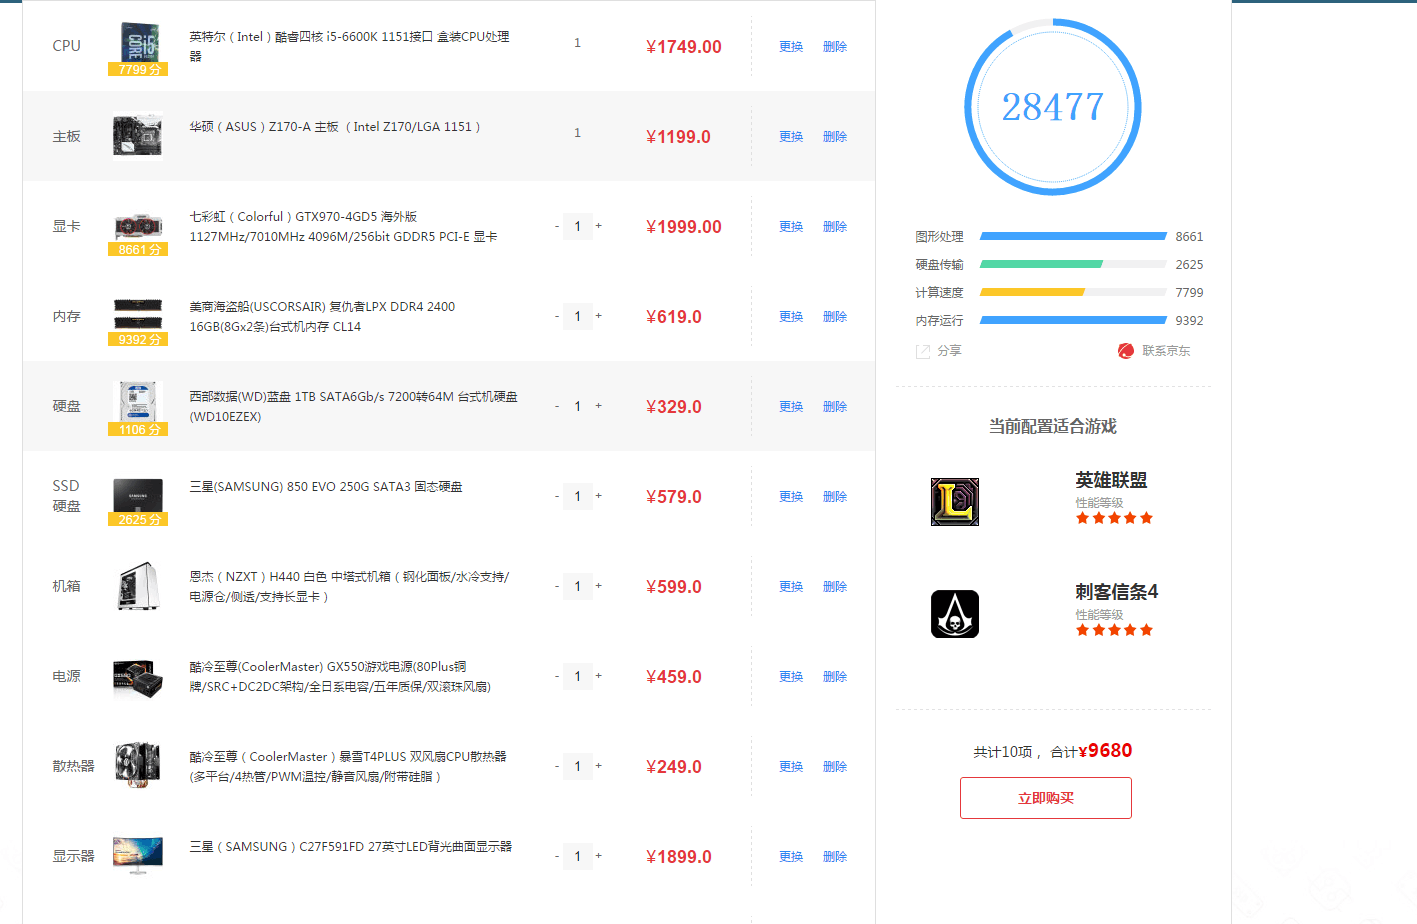 CPU
7799 分
英特尔（Intel）酷睿四核 i5-6600K 1151接口 盒装CPU处理
器
1
¥1749.00
更换
删除
主板
华硕（ASUS）Z170-A 主板 （Intel Z170/LGA 1151 ）
1
¥1199.0
更换
删除
显卡
8661 分
七彩虹（Colorful）GTX970-4GD5 海外版
1127MHz/7010MHz 4096M/256bit GDDR5 PCI-E 显卡
- 1 +
¥1999.00
更换
删除
内存
9392 分
美商海盗船(USCORSAIR) 复仇者LPX DDR4 2400
16GB(8Gx2条)台式机内存 CL14
- 1 +
¥619.0
更换
删除
硬盘
1106 分
西部数据(WD)蓝盘 1TB SATA6Gb/s 7200转64M 台式机硬盘
(WD10EZEX)
- 1 +
¥329.0
更换
删除
SSD
硬盘
SAMSUNG
2625 分
三星(SAMSUNG) 850 EVO 250G SATA3 固态硬盘
- 1 +
¥579.0
更换
删除
机箱
恩杰（NZXT）H440 白色 中塔式机箱（钢化面板/水冷支持/
电源仓/侧透/支持长显卡）
- 1 +
¥599.0
更换
删除
电源
酷冷至尊(CoolerMaster) GX550游戏电源(80Plus铜
牌/SRC+DC2DC架构/全日系电容/五年质保/双滚珠风扇)
- 1 +
¥459.0
更换
删除
散热器
酷冷至尊（CoolerMaster）暴雪T4PLUS 双风扇CPU散热器
(多平台/4热管/PWM温控/静音风扇/附带硅脂）
- 1 +
¥249.0
更换
删除
显示器
三星（SAMSUNG）C27F591FD 27英寸LED背光曲面显示器
- 1 +
¥1899.0
更换
删除
28477
图形处理 8661
硬盘传输 2625
计算速度 7799
内存运行 9392
分享
联系京东
当前配置适合游戏
英雄联盟
性能等级
刺客信条4
性能等级
共计10项， 合计¥9680
立即购买